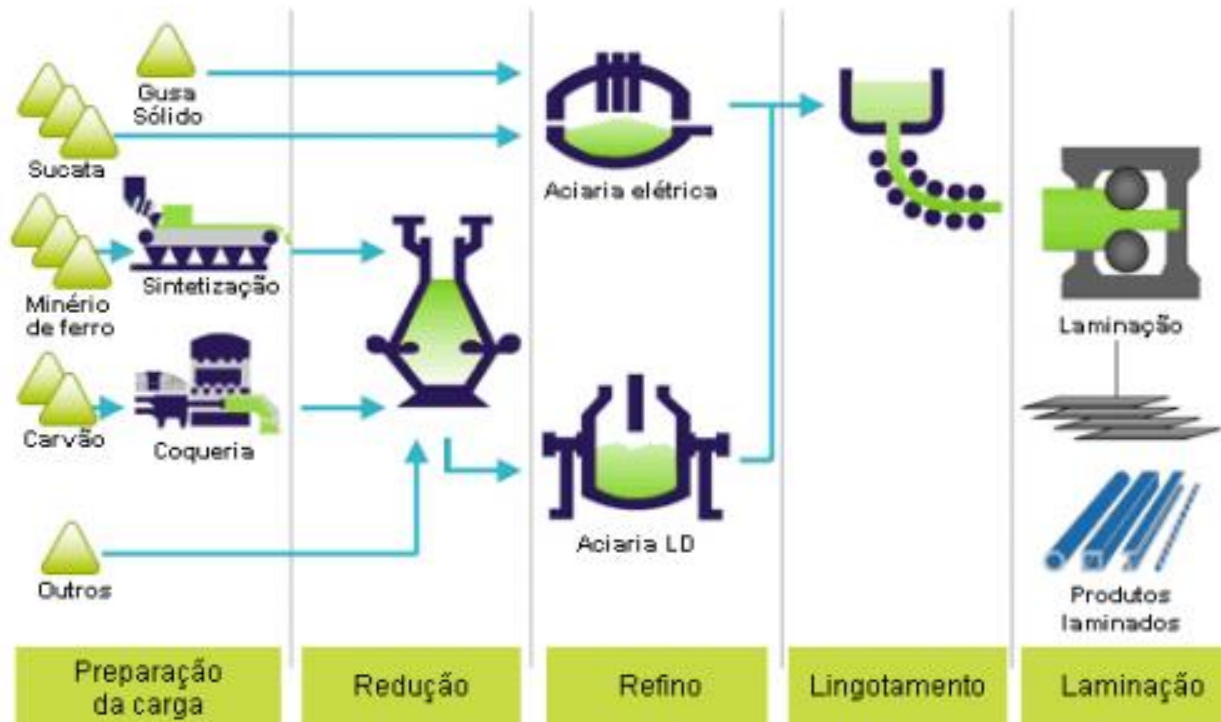 Gusa
Sólido
Sucata
Aciaria elétrica
Sintetização
Minério
de ferro
Laminação
Carvão
Coqueria
Aciaria LD
Outros
Produtos
laminados
Preparação
da carga
Redução
Refino
Lingotamento
Laminação